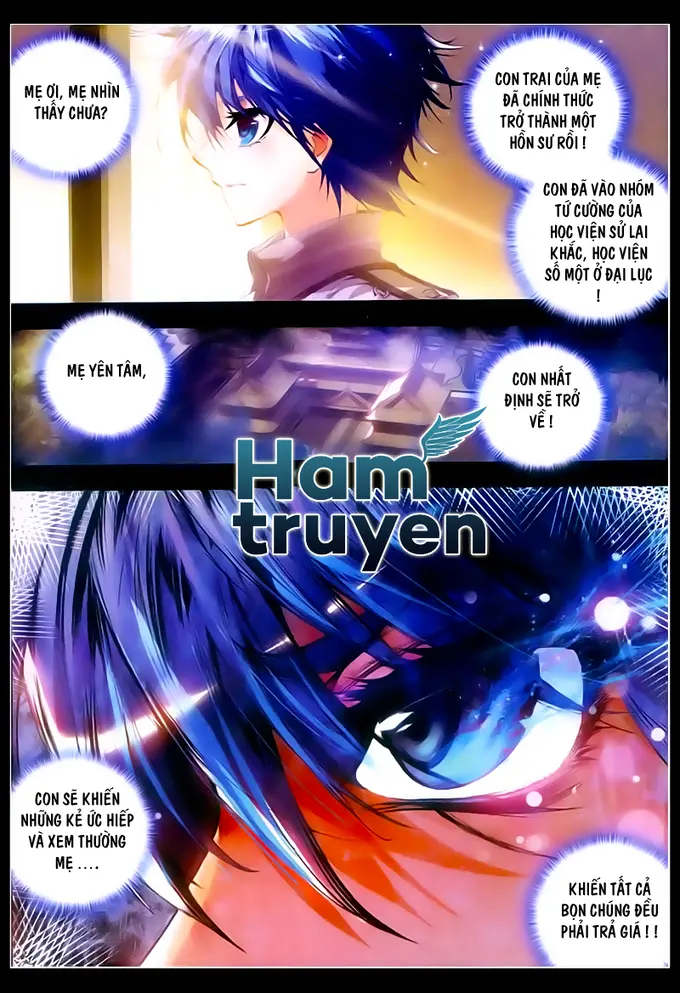 MẸ ƠI, MẸ NHÌN
THẤY CHƯA?
CON TRAI CỦA MẸ
ĐÃ CHÍNH THỨC
TRỞ THÀNH MỘT
HỒN SƯ RỒI !
CON ĐÃ VÀO NHÓM
TỨ CƯỜNG CỦA
HỌC VIỆN SỬ LAI
KHẮC, HỌC VIỆN
SỐ MỘT Ở ĐẠI LỤC
!
MẸ YÊN TÂM,
CON NHẤT
ĐỊNH SẼ TRỞ
VỀ !
Ham
truyen
CON SẼ KHIẾN
NHỮNG KẺ ỨC HIẾP
VÀ XEM THƯỜNG
MẸ ....
KHIẾN TẤT CẢ
BỌN CHÚNG ĐỀU
PHẢI TRẢ GIÁ ! !